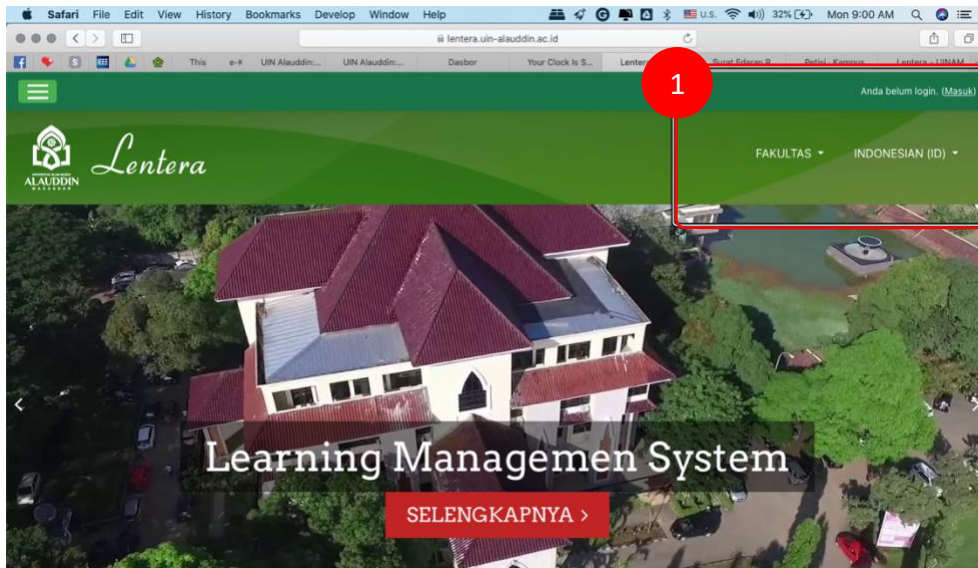 Safari File Edit View History Bookmarks Develop Window Help U.S. 32% Mon 9:00 AM
lentera.uin-alauddin.ac.id
This e-# UIN Alauddin:... UIN Alauddin:... Dasbor Your Clock Is S... Lenter Surat Edaran R Petisi · Kampus Lentera - UINAM
1
Anda belum login. (Masuk)
ALAUDDIN
MAKASSAR
Lentera
FAKULTAS
INDONESIAN (ID)
Learning Managemen System
SELENGKAPNYA >